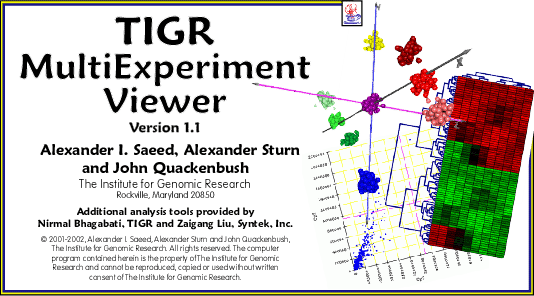 TIGR
MultiExperiment
Viewer
Version 1.1
Alexander I. Saeed, Alexander Sturn
and John Quackenbush
The Institute for Genomic Research
Rockville, Maryland 20850
Additional analysis tools provided by
Nirmal Bhagabati, TIGR and Zaigang Liu, Syntek, Inc.
© 2001-2002, Alexander I. Saeed, Alexander Sturn and John Quackenbush,
The Institute for Genomic Research. All rights reserved. The computer
program contained herein is the property of The Institute for Genomic
Research and cannot be reproduced, copied or used without written
consent of The Institute for Genomic Research.